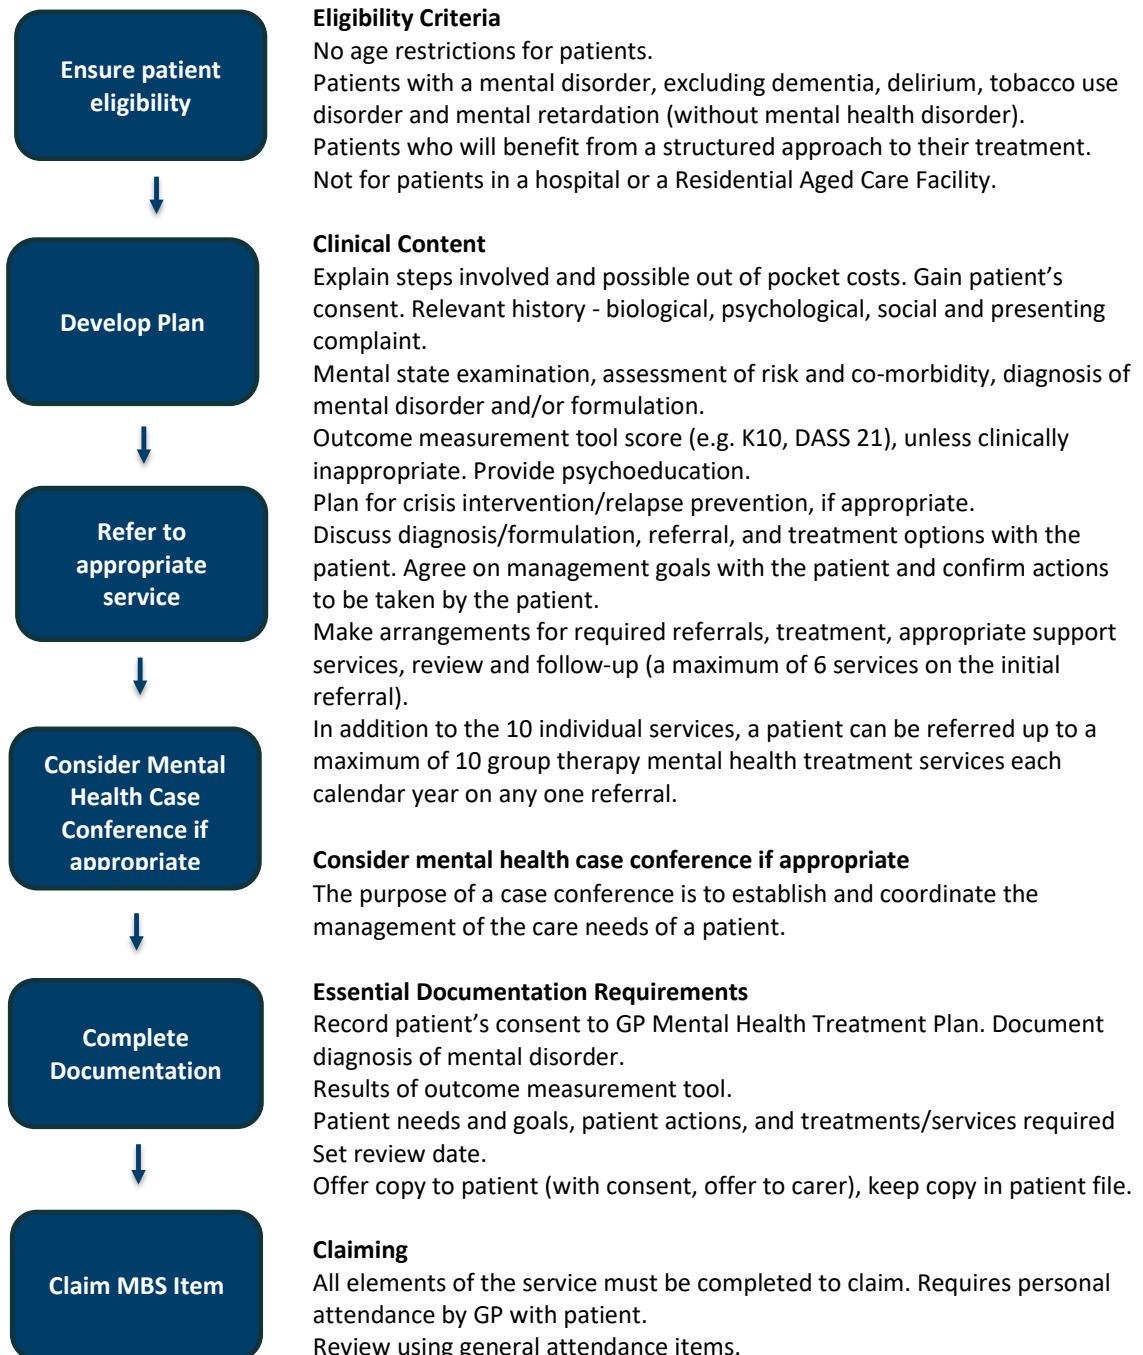 Ensure patient
eligibility
Eligibility Criteria
No age restrictions for patients.
Patients with a mental disorder, excluding dementia, delirium, tobacco use
disorder and mental retardation (without mental health disorder).
Patients who will benefit from a structured approach to their treatment.
Not for patients in a hospital or a Residential Aged Care Facility.
Develop Plan
Clinical Content
Explain steps involved and possible out of pocket costs. Gain patient’s
consent. Relevant history - biological, psychological, social and presenting
complaint.
Mental state examination, assessment of risk and co-morbidity, diagnosis of
mental disorder and/or formulation.
Outcome measurement tool score (e.g. K10, DASS 21), unless clinically
inappropriate. Provide psychoeducation.
Plan for crisis intervention/relapse prevention, if appropriate.
Discuss diagnosis/formulation, referral, and treatment options with the
patient. Agree on management goals with the patient and confirm actions
to be taken by the patient.
Make arrangements for required referrals, treatment, appropriate support
services, review and follow-up (a maximum of 6 services on the initial
referral).
In addition to the 10 individual services, a patient can be referred up to a
maximum of 10 group therapy mental health treatment services each
calendar year on any one referral.
Refer to
appropriate
service
Consider Mental
Health Case
Conference if
appropriate
Consider mental health case conference if appropriate
The purpose of a case conference is to establish and coordinate the
management of the care needs of a patient.
Complete
Documentation
Essential Documentation Requirements
Record patient’s consent to GP Mental Health Treatment Plan. Document
diagnosis of mental disorder.
Results of outcome measurement tool.
Patient needs and goals, patient actions, and treatments/services required
Set review date.
Offer copy to patient (with consent, offer to carer), keep copy in patient file.
Claim MBS Item
Claiming
All elements of the service must be completed to claim. Requires personal
attendance by GP with patient.
Review using general attendance items.